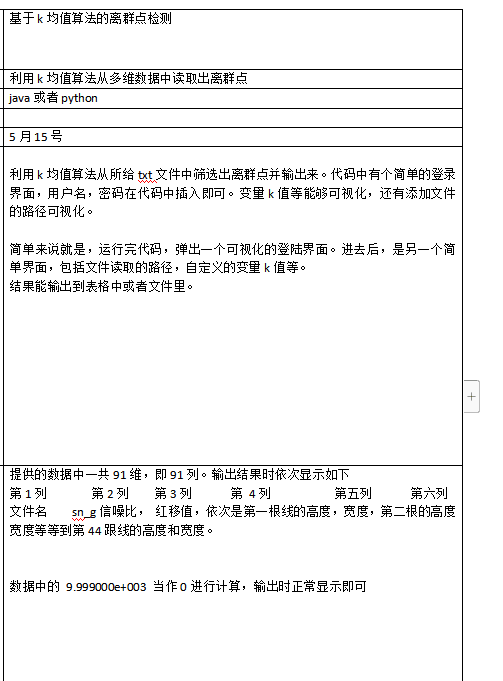 基于 k 均值算法的离群点检测
利用 k 均值算法从多维数据中读取出离群点
java 或者 python
5 月 15 号
利用 k 均值算法从所给 txt 文件中筛选出离群点并输出来。代码中有个简单的登录
界面，用户名，密码在代码中插入即可。变量 k 值等能够可视化，还有添加文件
的路径可视化。
简单来说就是，运行完代码，弹出一个可视化的登陆界面。进去后，是另一个简
单界面，包括文件读取的路径，自定义的变量 k 值等。
结果能输出到表格中或者文件里。
提供的数据中一共 91 维，即 91 列。输出结果时依次显示如下
第 1 列 第 2 列 第 3 列 第 4 列 第五列 第六列
文件名 sn_g 信噪比， 红移值，依次是第一根线的高度，宽度，第二根的高度
宽度等等到第 44 跟线的高度和宽度。
数据中的 9.999000e+003 当作 0 进行计算，输出时正常显示即可
+